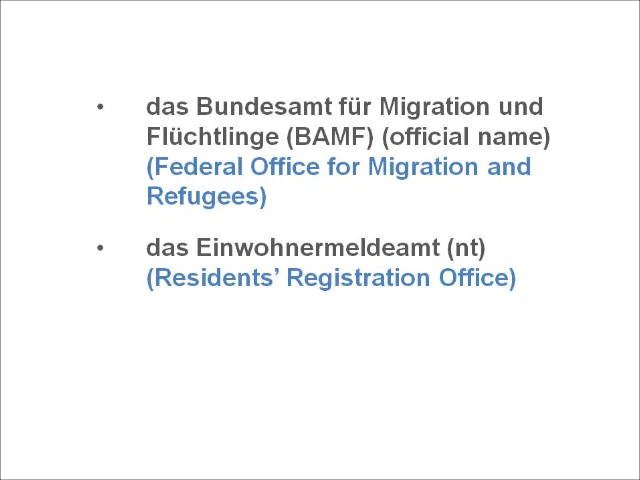 • das Bundesamt für Migration und
Flüchtlinge (BAMF) (official name)
(Federal Office for Migration and
Refugees)
• das Einwohnermeldeamt (nt)
(Residents’ Registration Office)